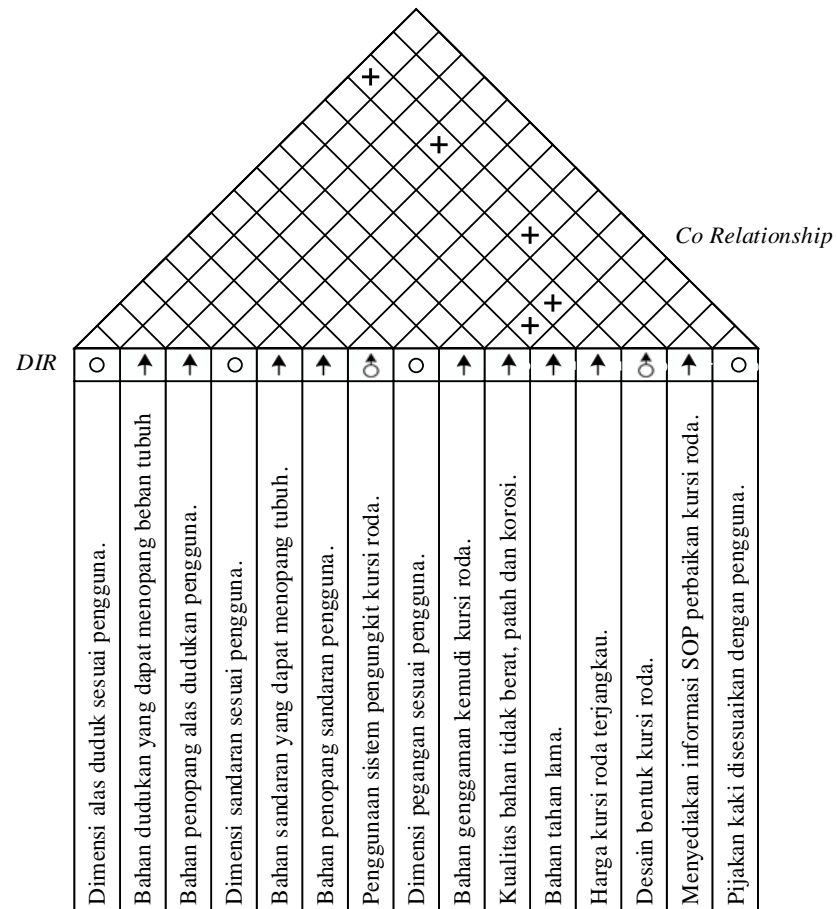 Co Relationship
DIR
Dimensi alas duduk sesuai pengguna.
Bahan dudukan yang dapat menopang beban tubuh
Bahan penopang alas dudukan pengguna.
Dimensi sandaran sesuai pengguna.
Bahan sandaran yang dapat menopang tubuh.
Bahan penopang sandaran pengguna.
Penggunaan sistem pengungkit kursi roda.
Dimensi pegangan sesuai pengguna.
Bahan genggaman kemudi kursi roda.
Kualitas bahan tidak berat, patah dan korosi.
Bahan tahan lama.
Harga kursi roda terjangkau.
Desain bentuk kursi roda.
Menyediakan informasi SOP perbaikan kursi roda.
Pijakan kaki disesuaikan dengan pengguna.